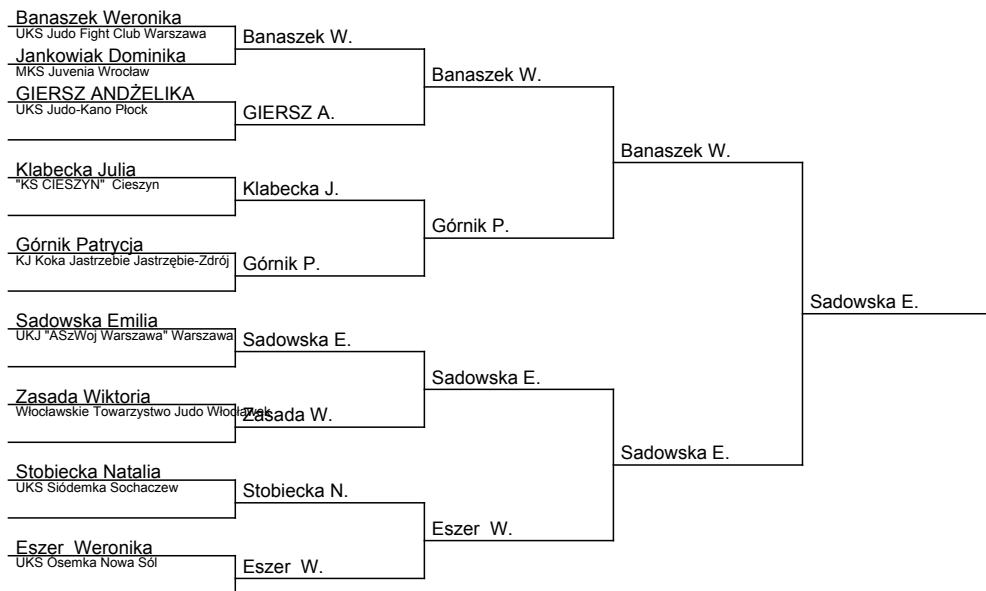 Banaszek Weronika
UKS Judo Fight Club Warszawa
Jankowiak Dominika
MKS Juvenia Wrocław
GIERSZ ANDŻELIKA
UKS Judo-Kano Płock
Klabecka Julia
"KS CIESZYN" Cieszyn
Górnik Patrycja
KJ Koka Jastrzebie Jastrzębie-Zdrój
Sadowska Emilia
UKJ "ASzWoj Warszawa" Warszawa
Zasada Wiktoria
Włocławskie Towarzystwo Judo Włocławek
Stobiecka Natalia
UKS Siódemka Sochaczew
Eszer Weronika
UKS Ósemka Nowa Sól
Banaszek W.
GIERSZ A.
Klabecka J.
Górnik P.
Sadowska E.
Zasada W.
Stobiecka N.
Eszer W.
Banaszek W.
Górnik P.
Sadowska E.
Eszer W.
Banaszek W.
Sadowska E.
Sadowska E.